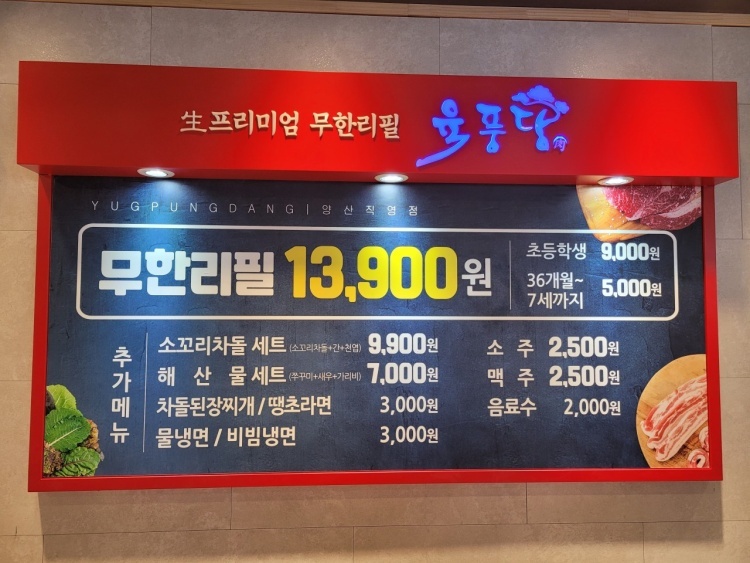 生프리미엄 무한리필 육풍당
YUGPUNGDANG | 양산직영점
무한리필 13,900원
초등학생 9,000원
36개월~
7세까지 5,000원
추가메뉴
소꼬리차돌 세트 (소꼬리차돌+간+천엽) 9,900원
해산물세트 (쭈꾸미+새우+가리비) 7,000원
차돌된장찌개 / 땡초라면 3,000원
물냉면 / 비빔냉면 3,000원
소주 2,500원
맥주 2,500원
음료수 2,000원